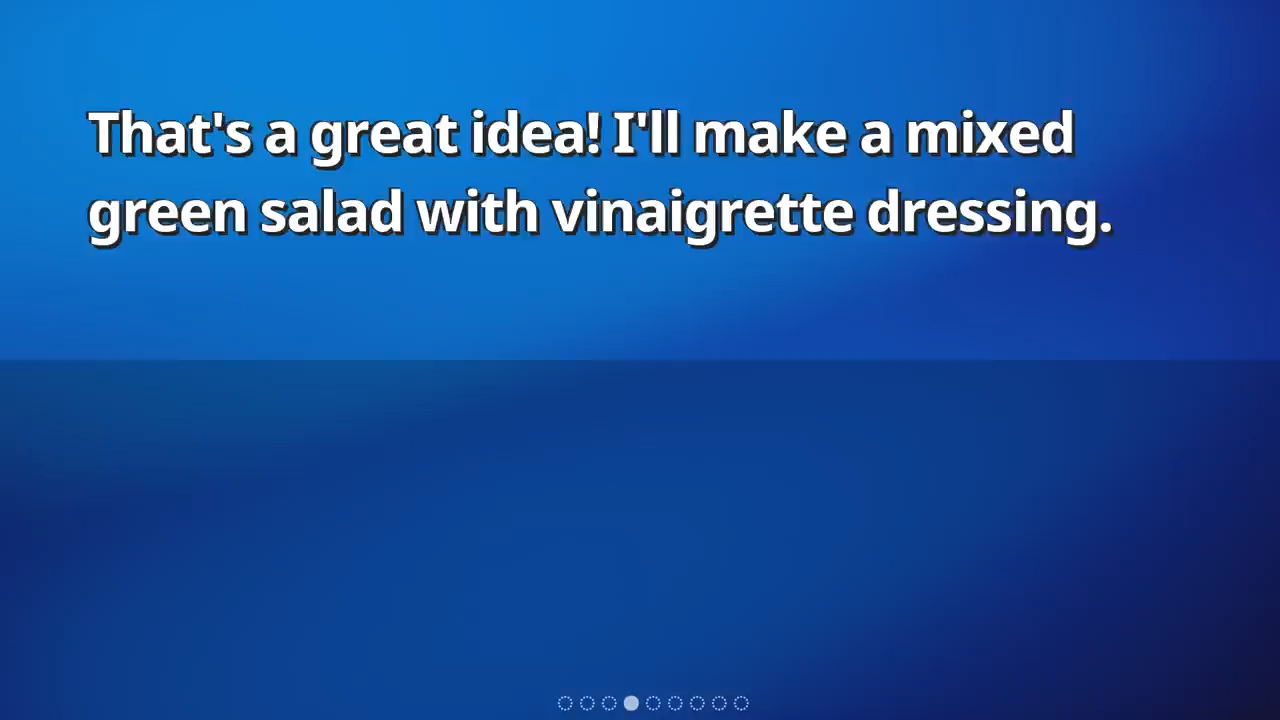 That's a great idea! I'll make a mixed
green salad with vinaigrette dressing.